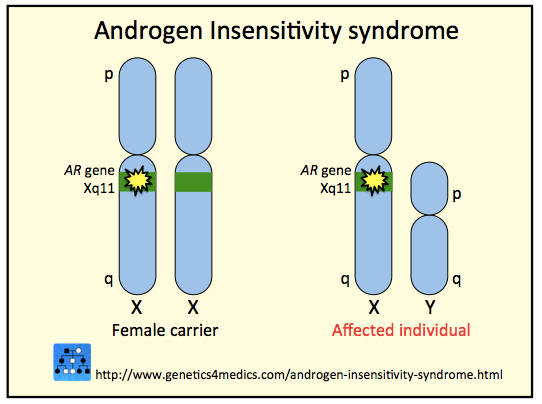 Androgen Insensitivity syndrome
p
AR gene
Xq11
q
X X
Female carrier
p
AR gene
Xq11
p
q
q
X Y
Affected individual
http://www.genetics4medics.com/androgen-insensitivity-syndrome.html